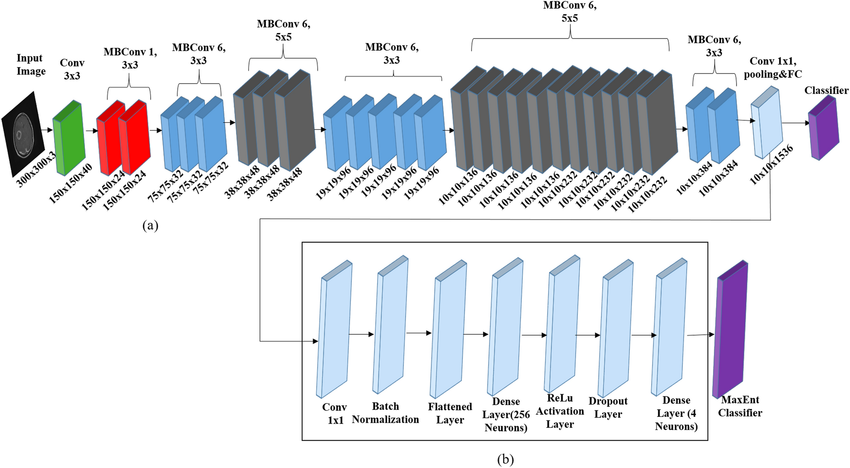 Input
Image
Conv
3x3
MBConv 1,
3x3
MBConv 6,
3x3
MBConv 6,
5x5
MBConv 6,
3x3
MBConv 6,
5x5
MBConv 6,
3x3
Conv 1x1,
pooling&FC
Classifier
300x300x3
150x150x40
150x150x24
150x150x24
75x75x32
75x75x32
75x75x32
38x38x48
38x38x48
38x38x48
19x19x96
19x19x96
19x19x96
19x19x96
19x19x96
10x10x136
10x10x136
10x10x136
10x10x136
10x10x136
10x10x232
10x10x232
10x10x232
10x10x232
10x10x232
10x10x232
10x10x384
10x10x384
10x10x1536
(a)
Conv
1x1
Batch
Normalization
Flattened
Layer
Dense
Layer(256
Neurons)
ReLu
Activation
Layer
Dropout
Layer
Dense
Layer (4
Neurons)
MaxEnt
Classifier
(b)